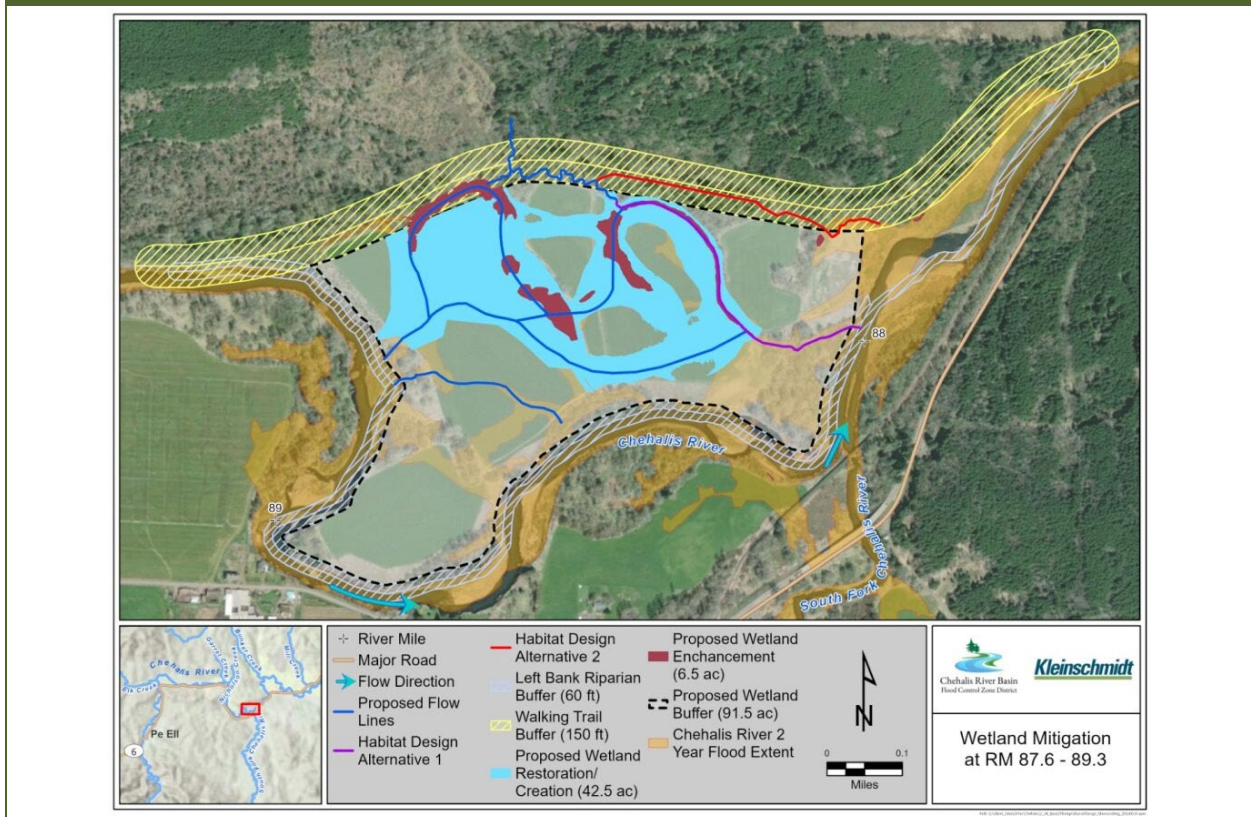 89
Chehalis River
88
South Fork Chehalis River
Chehalis River
Elk Creek
Pe Ell
6
River Mile
Major Road
Flow Direction
Proposed Flow
Lines
Habitat Design
Alternative 1
Habitat Design
Alternative 2
Left Bank Riparian
Buffer (60 ft)
Walking Trail
Buffer (150 ft)
Proposed Wetland
Restoration/
Creation (42.5 ac)
Proposed Wetland
Enchancement
(6.5 ac)
Proposed Wetland
Buffer (91.5 ac)
Chehalis River 2
Year Flood Extent
N
0 0.1
Miles
Chehalis River Basin
Flood Control Zone District
Kleinschmidt
Wetland Mitigation
at RM 87.6 - 89.3